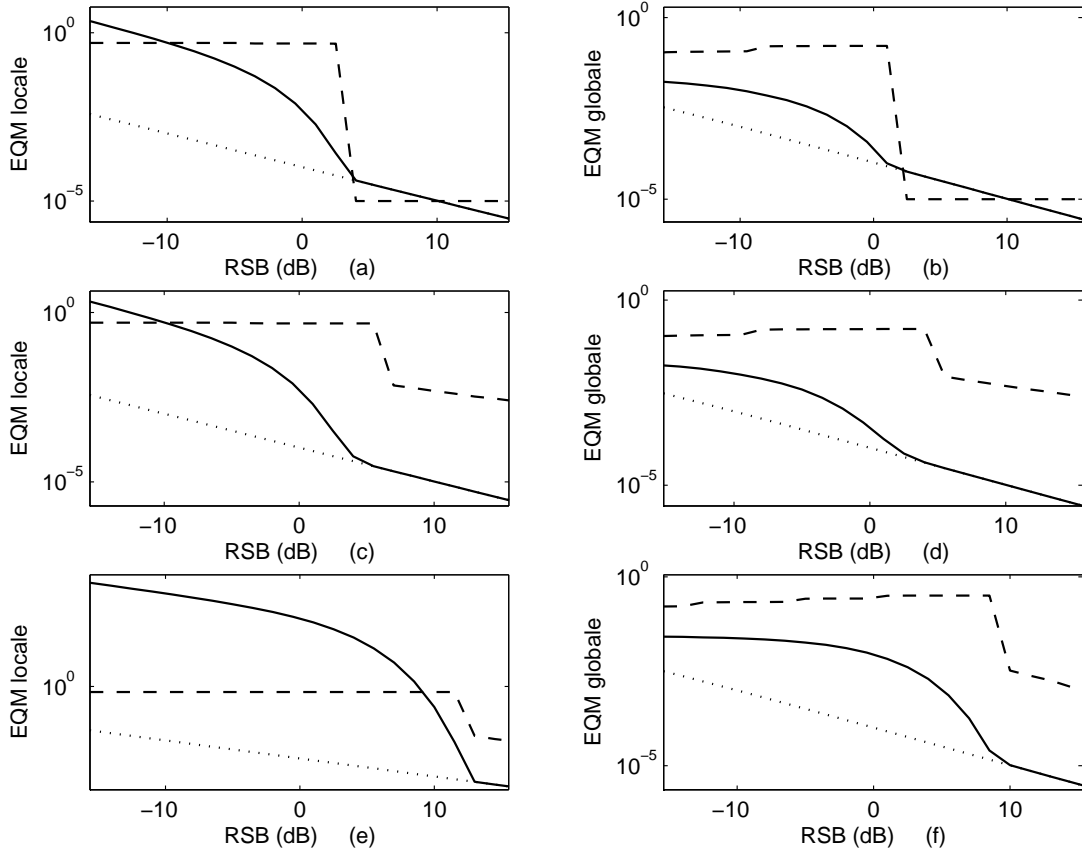 10^0
10^-5
EQM locale
−10 0 10
RSB (dB) (a)
10^0
10^-5
EQM globale
−10 0 10
RSB (dB) (b)
10^0
10^-5
EQM locale
−10 0 10
RSB (dB) (c)
10^0
10^-5
EQM globale
−10 0 10
RSB (dB) (d)
10^0
EQM locale
−10 0 10
RSB (dB) (e)
10^0
10^-5
EQM globale
−10 0 10
RSB (dB) (f)